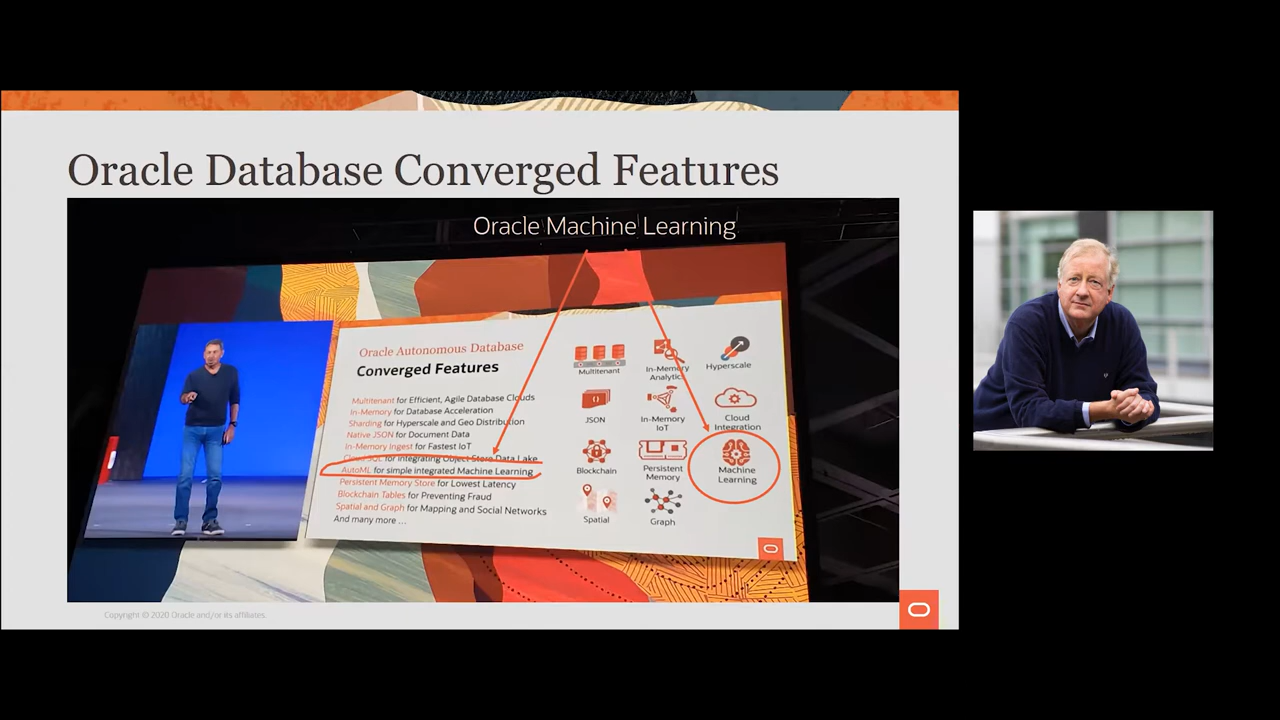 Oracle Database Converged Features
Oracle Machine Learning
Oracle Autonomous Database
Converged Features
Multitenant for Efficient, Agile Database Clouds
In-Memory for Database Acceleration
Sharding for Hyperscale and Geo Distribution
Native JSON for Document Data
In-Memory Ingest for Fastest IoT
for integrating Object Store Data Lake
AutoML for simple integrated Machine Learning
Persistent Memory Store for Lowest Latency
Blockchain Tables for Preventing Fraud
Spatial and Graph for Mapping and Social Networks
And many more ...
Multitenant
In-Memory
Analytics
Hyperscale
JSON
In-Memory
IoT
Cloud
Integration
Blockchain
Persistent
Memory
Machine
Learning
Spatial
Graph
Copyright © 2020 Oracle and/or its affiliates.